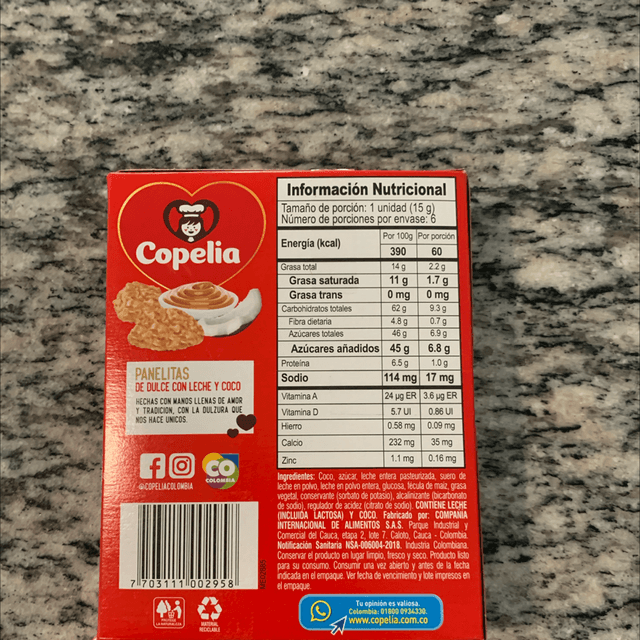 Copelia
PANELITAS
DE DULCE CON LECHE Y COCO
HECHAS CON MANOS LLENAS DE AMOR
Y TRADICION, CON LA DULZURA QUE
NOS HACE UNICOS.
@COPELIACOLOMBIA
CO
COLOMBIA
7 703111 002958
MATERIAL
RECICLABLE
Información Nutricional
Tamaño de porción: 1 unidad (15 g)
Número de porciones por envase: 6
Energía (kcal) Por 100g Por porción
390 60
Grasa total 14 g 2.2 g
Grasa saturada 11 g 1.7 g
Grasa trans 0 mg 0 mg
Carbohidratos totales 62 g 9.3 g
Fibra dietaria 4.8 g 0.7 g
Azúcares totales 46 g 6.9 g
Azúcares añadidos 45 g 6.8 g
Proteína 6.5 g 1.0 g
Sodio 114 mg 17 mg
Vitamina A 24 µg ER 3.6 µg ER
Vitamina D 5.7 UI 0.86 UI
Hierro 0.58 mg 0.09 mg
Calcio 232 mg 35 mg
Zinc 1.1 mg 0.16 mg
Ingredientes: Coco, azúcar, leche entera pasteurizada, suero de
leche en polvo, leche en polvo entera, glucosa, fécula de maiz, grasa
vegetal, conservante (sorbato de potasio), alcalinizante (bicarbonato
de sodio), regulador de acidez (citrato de sodio). CONTIENE LECHE
(INCLUIDA LACTOSA) Y COCO. Fabricado por: COMPAÑIA
INTERNACIONAL DE ALIMENTOS S.A.S. Parque Industrial y
Comercial del Cauca, etapa 2, lote 7. Caloto, Cauca - Colombia.
Notificación Sanitaria NSA-006004-2018. Industria Colombiana.
Conservar el producto en lugar limpio, fresco y seco. Producto listo
para su consumo. Consumir una vez abierto y antes de la fecha
indicada en el empaque. Ver fecha de vencimiento y lote impresos en
el empaque.
Tu opinión es valiosa.
Colombia: 01800 0934330.
www.copelia.com.co